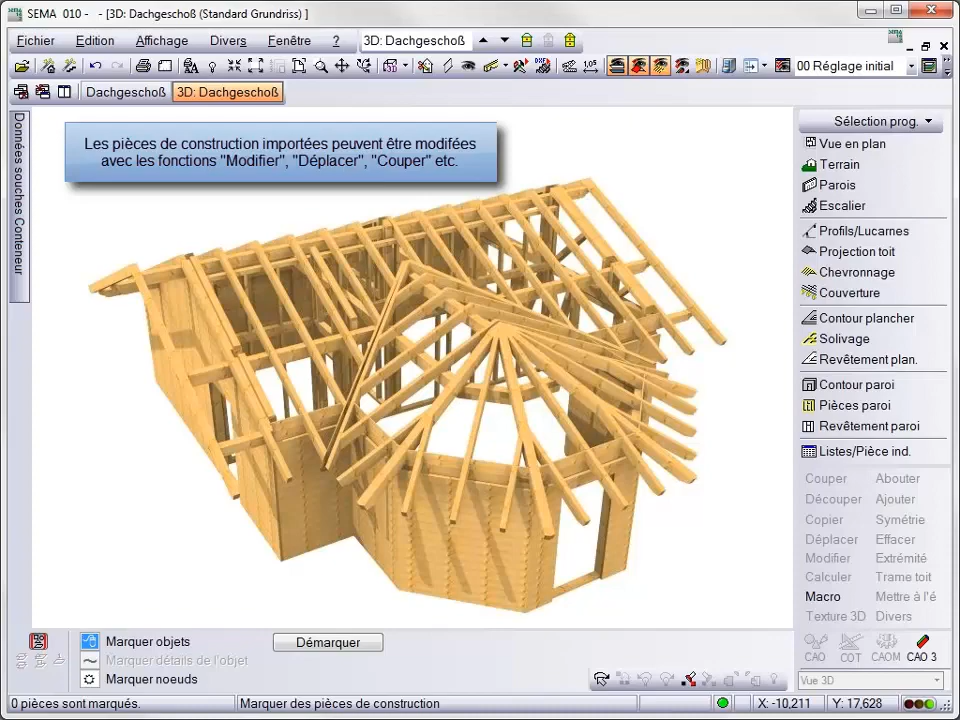 SEMA  010 -   - [3D: Dachgeschoß (Standard Grundriss) ]
Fichier Edition Affichage Divers Fenêtre ? 3D: Dachgeschoß
00 Réglage initial
Dachgeschoß 3D: Dachgeschoß
Données souches Conteneur
Les pièces de construction importées peuvent être modifées
avec les fonctions "Modifier", "Déplacer", "Couper" etc.
Sélection prog.
Vue en plan
Terrain
Parois
Escalier
Profils/Lucarnes
Projection toit
Chevronnage
Couverture
Contour plancher
Solivage
Revêtement plan.
Contour paroi
Pièces paroi
Revêtement paroi
Listes/Pièce ind.
Couper Abouter
Découper Ajouter
Copier Symétrie
Déplacer Effacer
Modifier Extrémité
Calculer Trame toit
Macro Mettre à l'é
Texture 3D Divers
CAO COT CAOM CAO 3
Vue 3D
Marquer objets
Marquer détails de l'objet
Marquer noeuds
Démarquer
0 pièces sont marqués. Marquer des pièces de construction X: -10,211 Y: 17,628